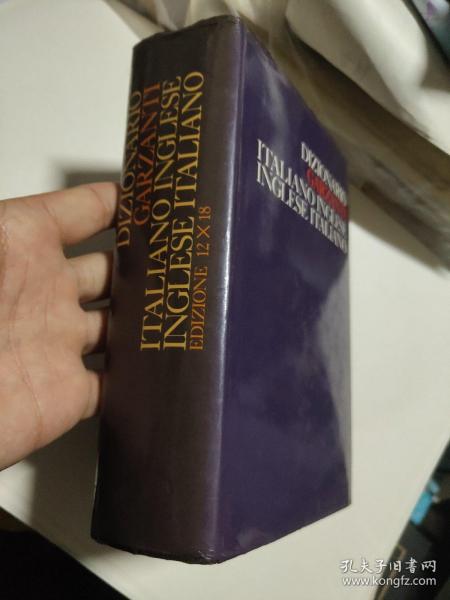 DIZIONARIO
GARZANTI
ITALIANO INGLESE
INGLESE ITALIANO
EDIZIONE 12 X 18
DIZIONARIO
GARZANTI
ITALIANO INGLESE
INGLESE ITALIANO
孔夫子旧书网
www.kongfz.com